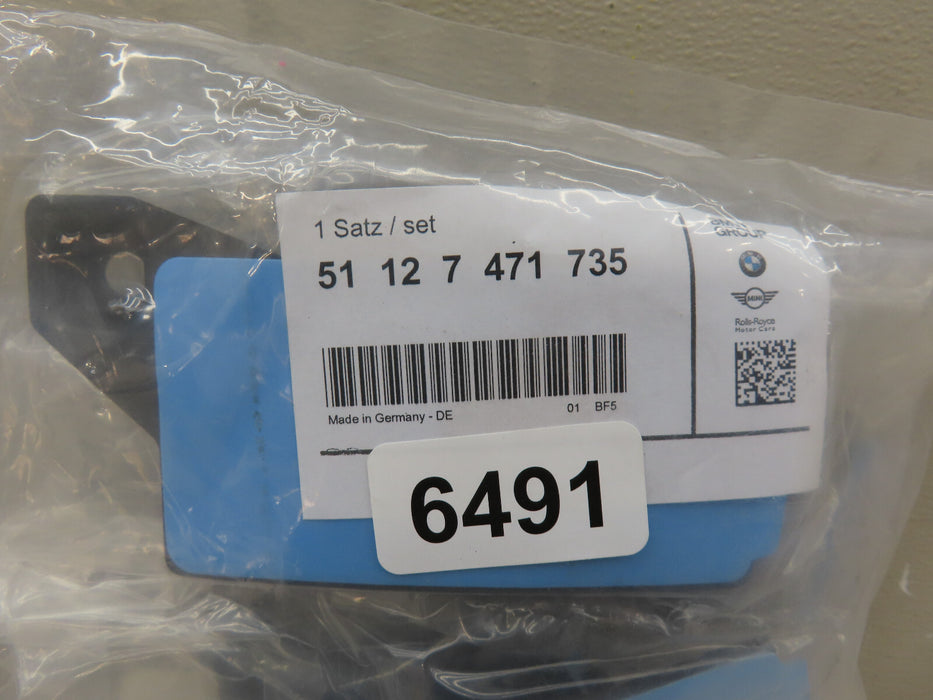 1 Satz / set
51 12 7 471 735
Made in Germany - DE
01 BF5
BMW
GROUP
MINI
Rolls-Royce
Motor Cars
6491